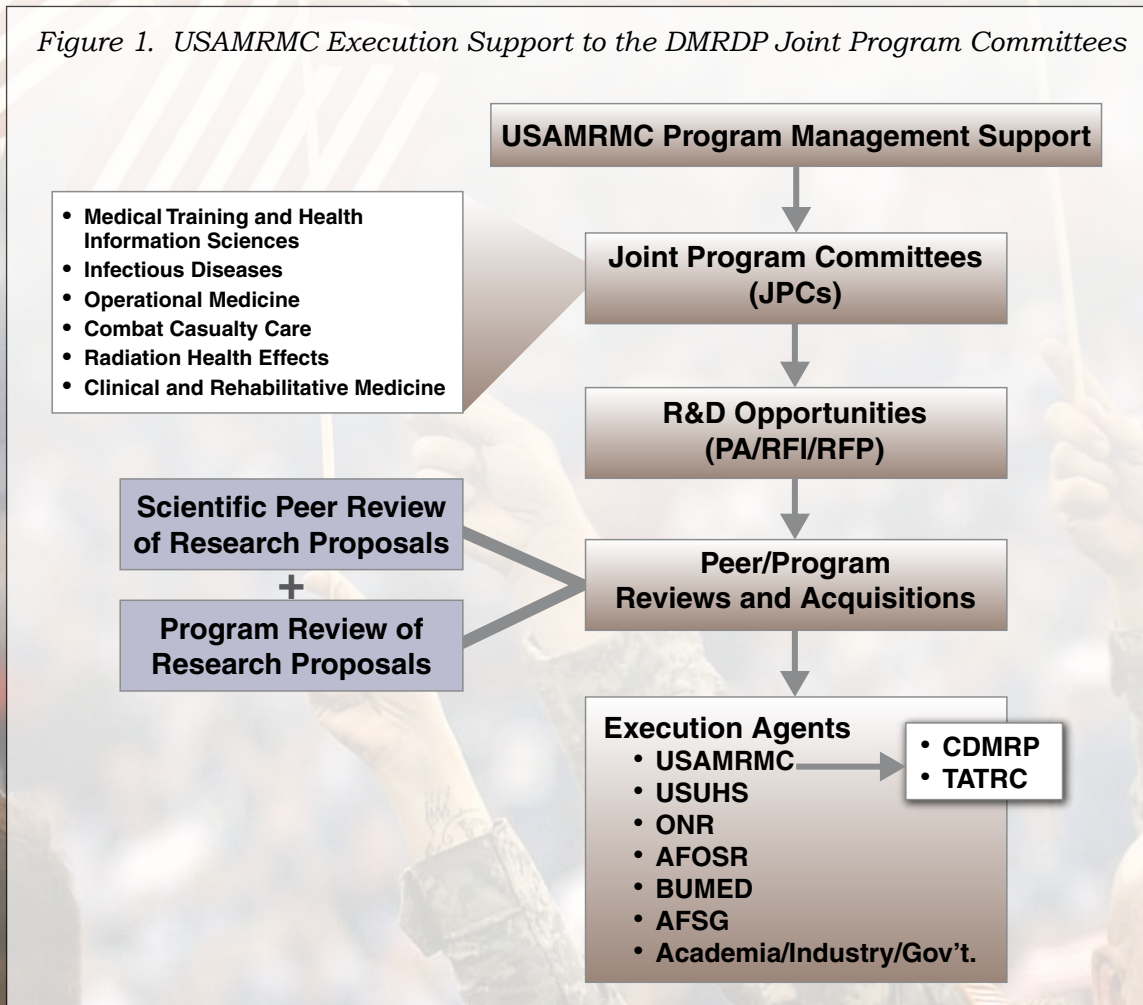 Figure 1. USAMRMC Execution Support to the DMRDP Joint Program Committees
USAMRMC Program Management Support
• Medical Training and Health
Information Sciences
• Infectious Diseases
• Operational Medicine
• Combat Casualty Care
• Radiation Health Effects
• Clinical and Rehabilitative Medicine
Joint Program Committees
(JPCs)
R&D Opportunities
(PA/RFI/RFP)
Scientific Peer Review
of Research Proposals
+
Program Review of
Research Proposals
Peer/Program
Reviews and Acquisitions
Execution Agents
• USAMRMC
• USUHS
• ONR
• AFOSR
• BUMED
• AFSG
• Academia/Industry/Gov’t.
• CDMRP
• TATRC